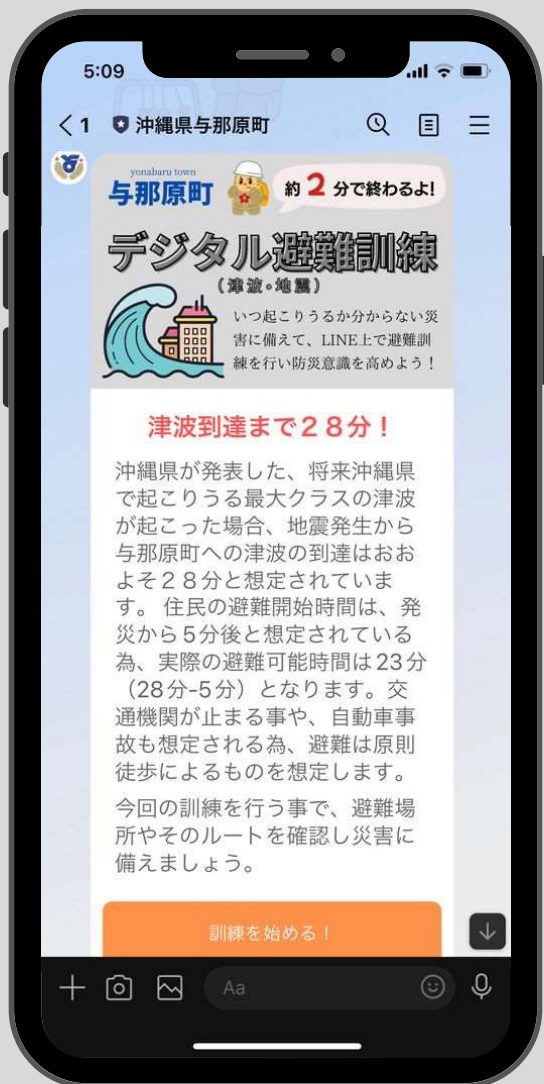 5:09
1 沖縄県与那原町
yonabaru town
与那原町
約2分で終わるよ!
デジタル避難訓練
(津波・地震)
いつ起こりうるか分からない災
害に備えて、LINE上で避難訓
練を行い防災意識を高めよう！
津波到達まで２８分！
沖縄県が発表した、将来沖縄県
で起こりうる最大クラスの津波
が起こった場合、地震発生から
与那原町への津波の到達はおお
よそ２８分と想定されていま
す。 住民の避難開始時間は、発
災から5分後と想定されている
為、実際の避難可能時間は23分
（28分-5分）となります。交
通機関が止まる事や、自動車事
故も想定される為、避難は原則
徒歩によるものを想定します。
今回の訓練を行う事で、避難場
所やそのルートを確認し災害に
備えましょう。
訓練を始める！
Aa